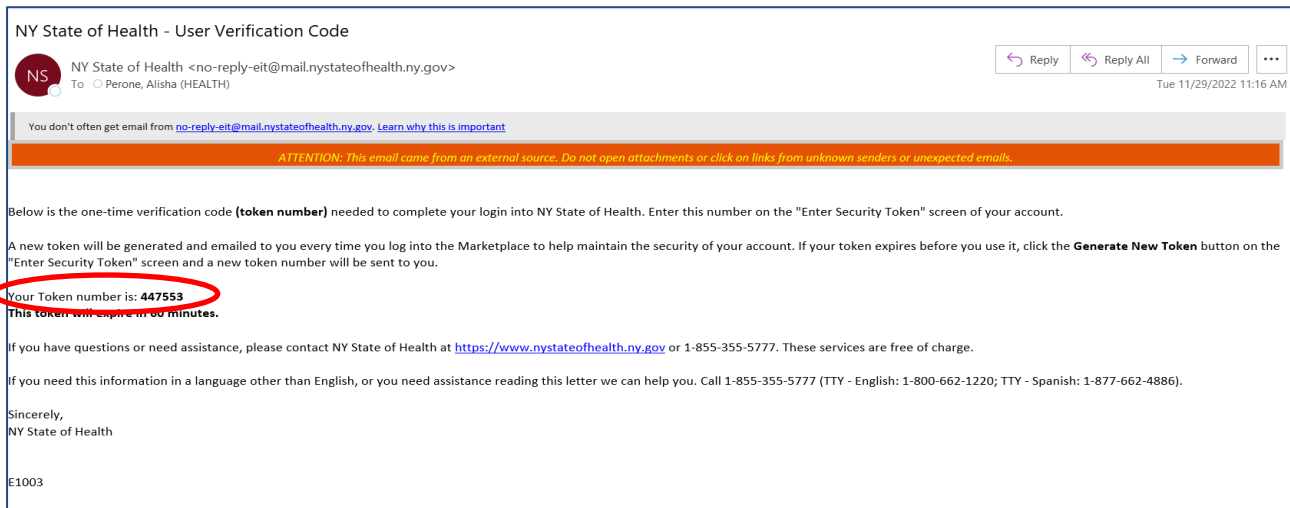 NY State of Health - User Verification Code
NS
NY State of Health <no-reply-eit@mail.nystateofhealth.ny.gov>
To Perone, Alisha (HEALTH)
Reply Reply All Forward ...
Tue 11/29/2022 11:16 AM
You don't often get email from no-reply-eit@mail.nystateofhealth.ny.gov. Learn why this is important
ATTENTION: This email came from an external source. Do not open attachments or click on links from unknown senders or unexpected emails.
Below is the one-time verification code (token number) needed to complete your login into NY State of Health. Enter this number on the "Enter Security Token" screen of your account.
A new token will be generated and emailed to you every time you log into the Marketplace to help maintain the security of your account. If your token expires before you use it, click the Generate New Token button on the
"Enter Security Token" screen and a new token number will be sent to you.
Your Token number is: 447553
This token will expire in 60 minutes.
If you have questions or need assistance, please contact NY State of Health at https://www.nystateofhealth.ny.gov or 1-855-355-5777. These services are free of charge.
If you need this information in a language other than English, or you need assistance reading this letter we can help you. Call 1-855-355-5777 (TTY - English: 1-800-662-1220; TTY - Spanish: 1-877-662-4886).
Sincerely,
NY State of Health
E1003